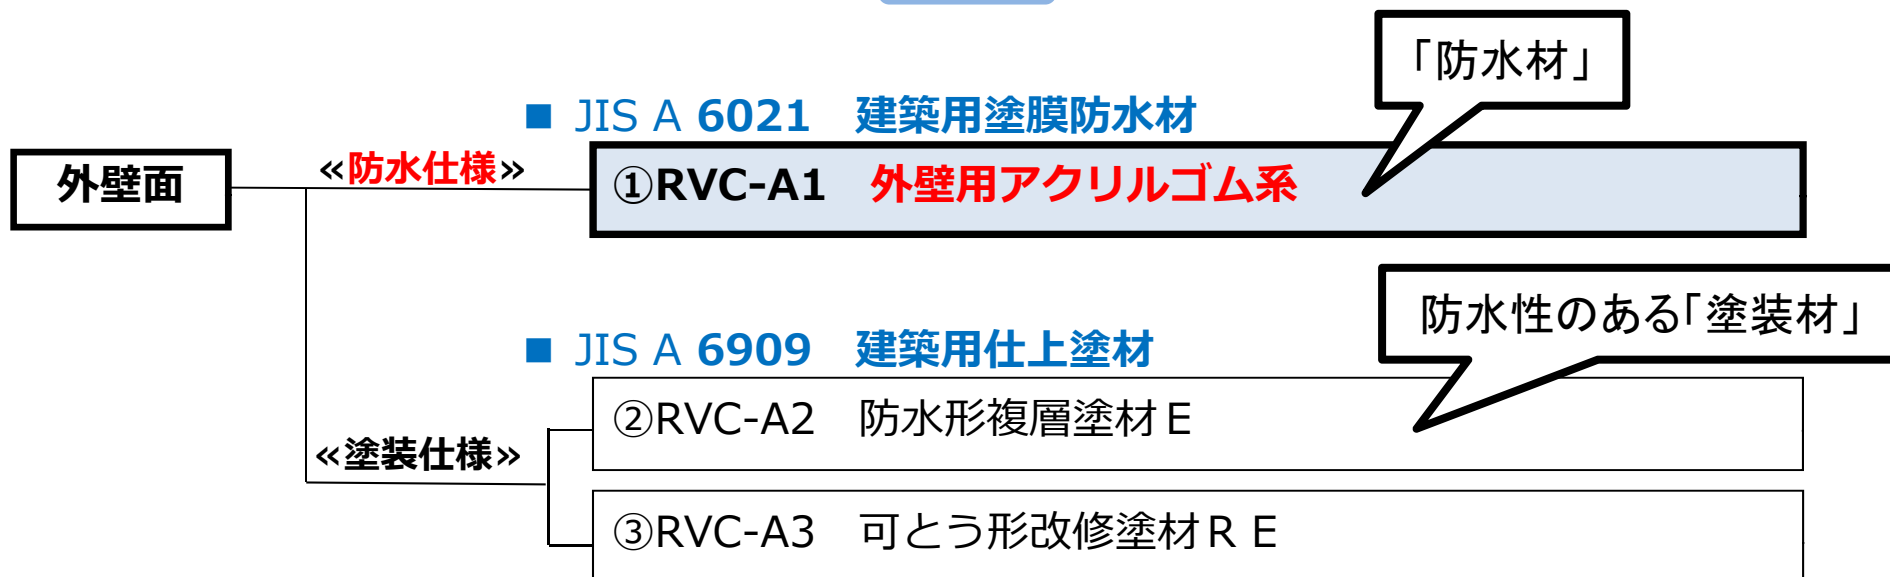 「防水材」
■ JIS A 6021　建築用塗膜防水材
外壁面
«防水仕様»
①RVC-A1　外壁用アクリルゴム系
防水性のある「塗装材」
■ JIS A 6909　建築用仕上塗材
②RVC-A2　防水形複層塗材E
«塗装仕様»
③RVC-A3　可とう形改修塗材RE